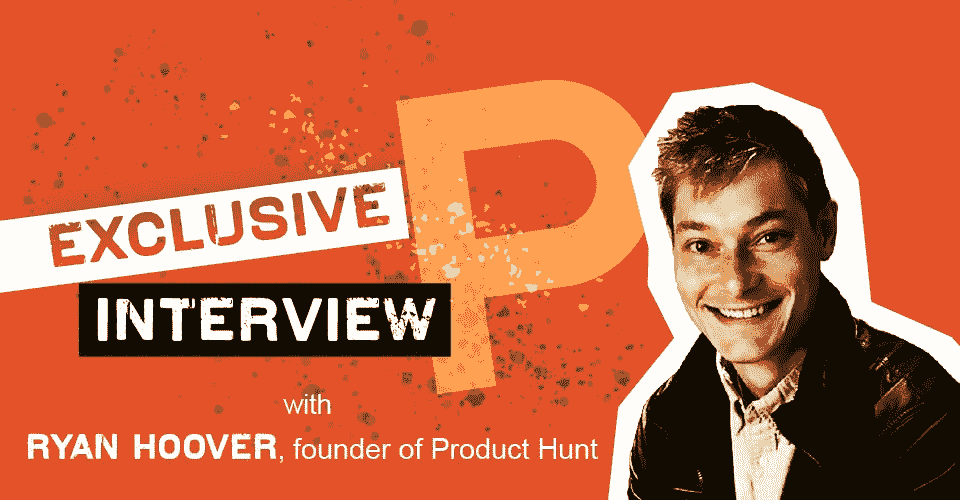 P
EXCLUSIVE
INTERVIEW
with
RYAN HOOVER, founder of Product Hunt